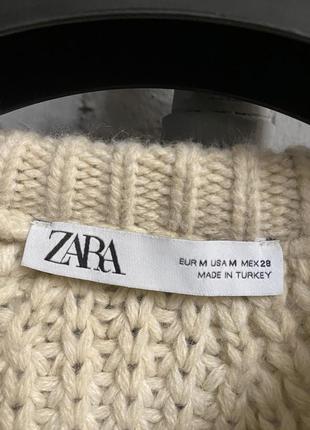 ZARA
EUR M USA M MEX 28
MADE IN TURKEY